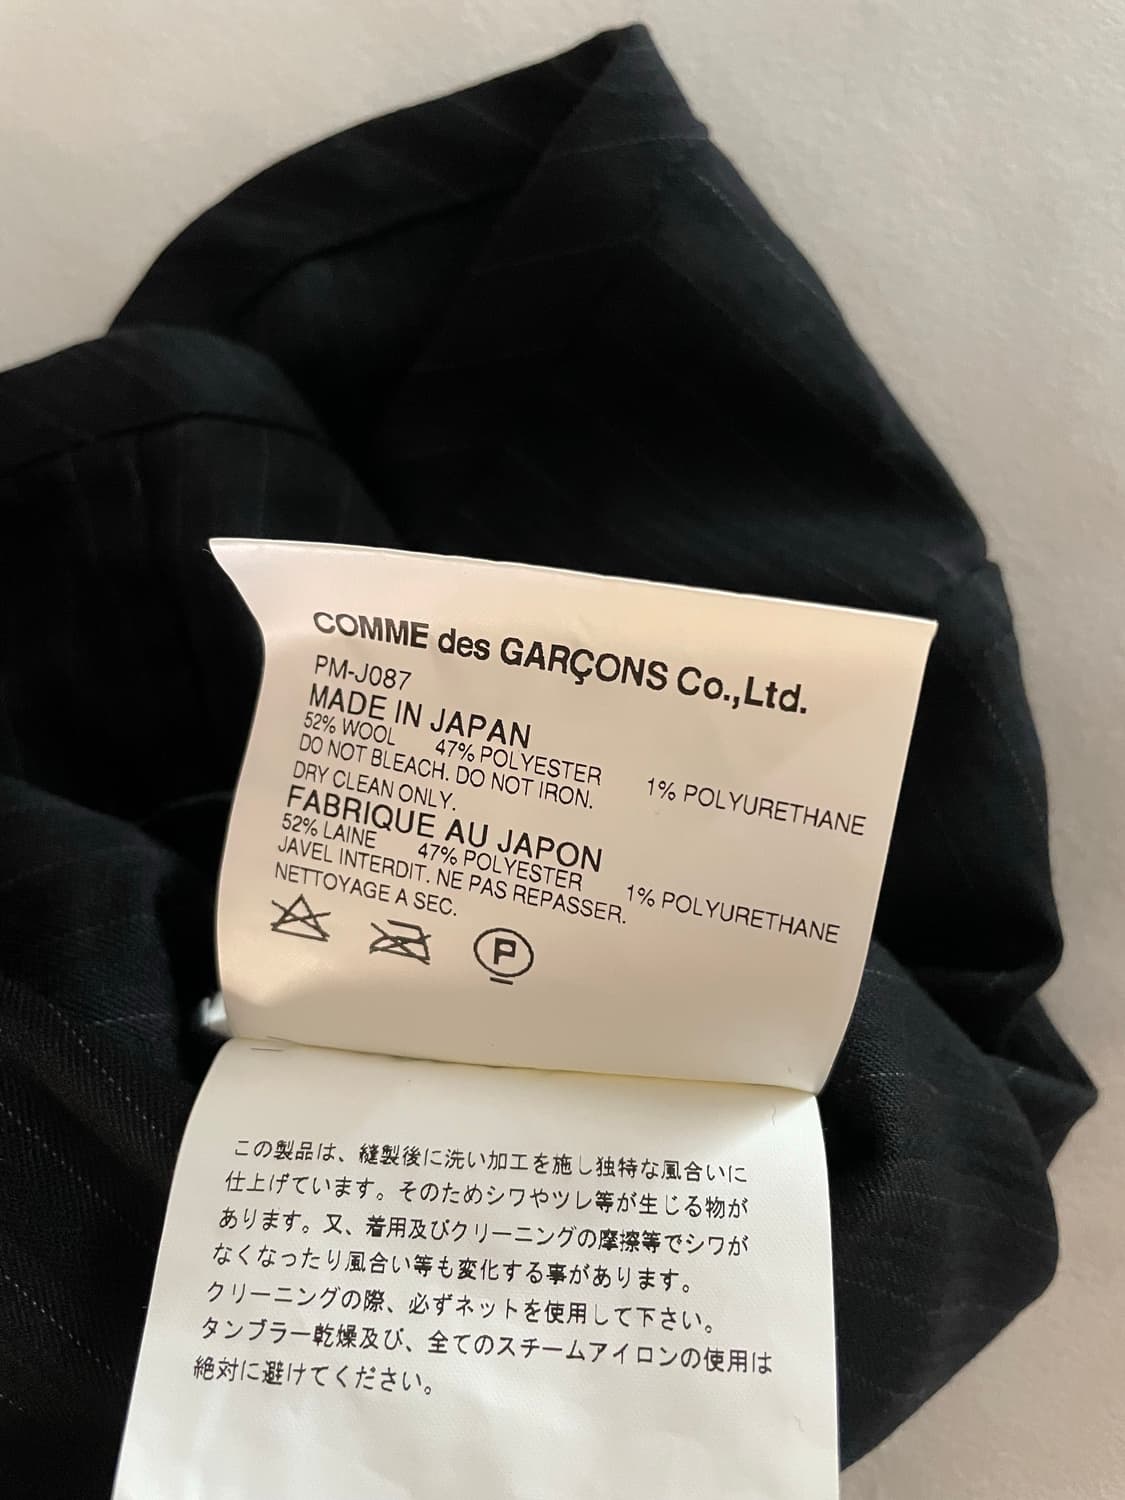 COMME des GARÇONS Co.,Ltd.
PM-J087
MADE IN JAPAN
52% WOOL 47% POLYESTER 1% POLYURETHANE
DO NOT BLEACH. DO NOT IRON.
DRY CLEAN ONLY.
FABRIQUE AU JAPON
52% LAINE 47% POLYESTER 1% POLYURETHANE
JAVEL INTERDIT. NE PAS REPASSER.
NETTOYAGE A SEC.
P
この製品は、縫製後に洗い加工を施し独特な風合いに
仕上げています。そのためシワやツレ等が生じる物が
あります。又、着用及びクリーニングの摩擦等でシワが
なくなったり風合い等も変化する事があります。
クリーニングの際、必ずネットを使用して下さい。
タンブラー乾燥及び、全てのスチームアイロンの使用は
絶対に避けてください。